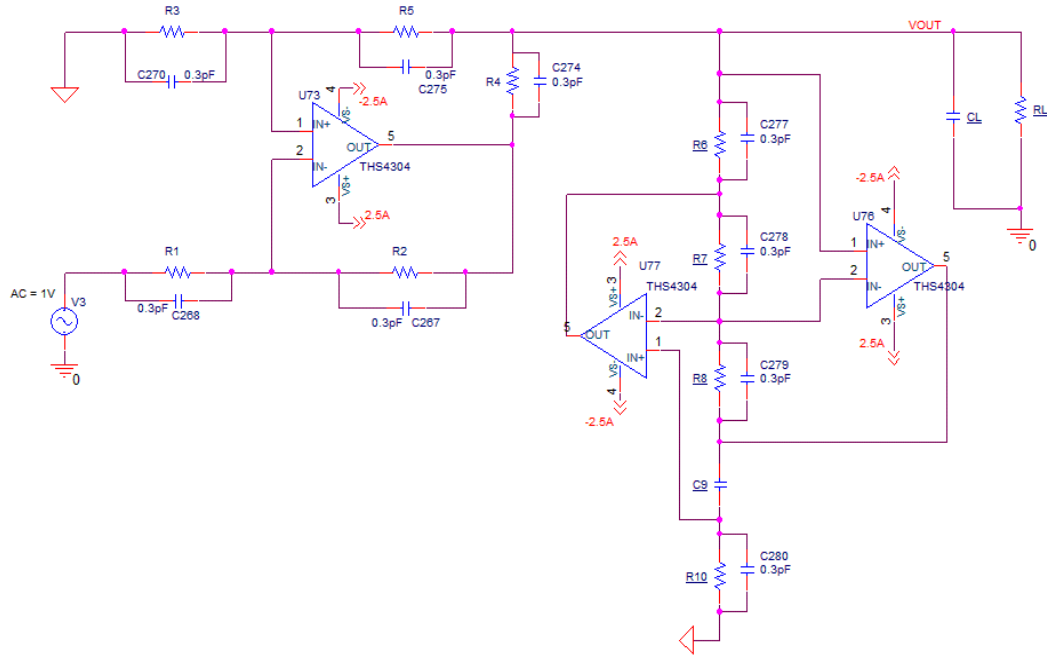 R3
R5
VOUT
C270
0.3pF
0.3pF
C275
R4
C274
0.3pF
U73
4
-2.5A
VS-
1
IN+
2
IN-
OUT
5
THS4304
VS+
3
2.5A
R6
C277
0.3pF
CL
RL
0
-2.5A
4
U76
VS-
1
IN+
2
IN-
OUT
5
THS4304
VS+
3
2.5A
R7
C278
0.3pF
2.5A
3
U77
VS+
THS4304
IN-
2
5
OUT
IN+
1
VS-
4
-2.5A
R1
R2
0.3pF
C268
0.3pF
C267
AC = 1V
V3
0
R8
C279
0.3pF
C9
R10
C280
0.3pF